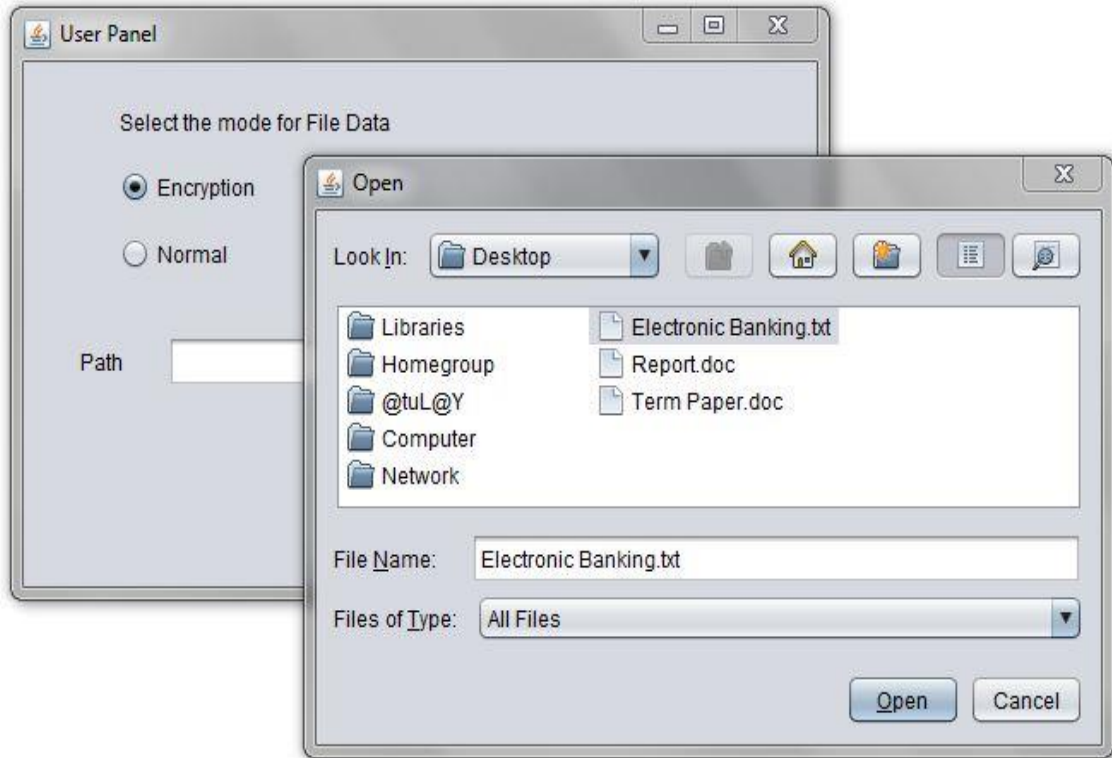 User Panel
Select the mode for File Data
Encryption
Normal
Path
Open
Look In: Desktop
Libraries
Homegroup
@tuL@Y
Computer
Network
Electronic Banking.txt
Report.doc
Term Paper.doc
File Name: Electronic Banking.txt
Files of Type: All Files
Open Cancel